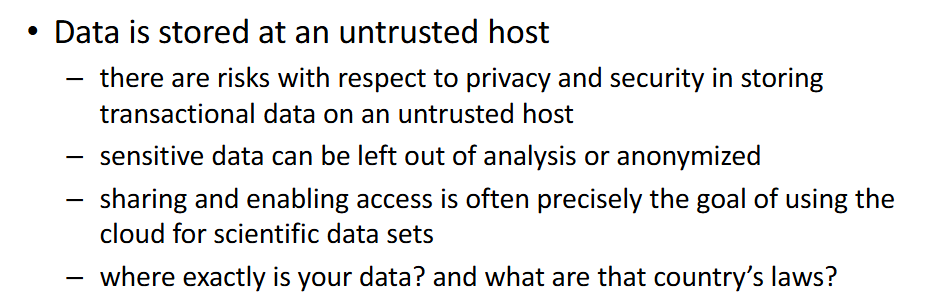 • Data is stored at an untrusted host
– there are risks with respect to privacy and security in storing
transactional data on an untrusted host
– sensitive data can be left out of analysis or anonymized
– sharing and enabling access is often precisely the goal of using the
cloud for scientific data sets
– where exactly is your data? and what are that country's laws?